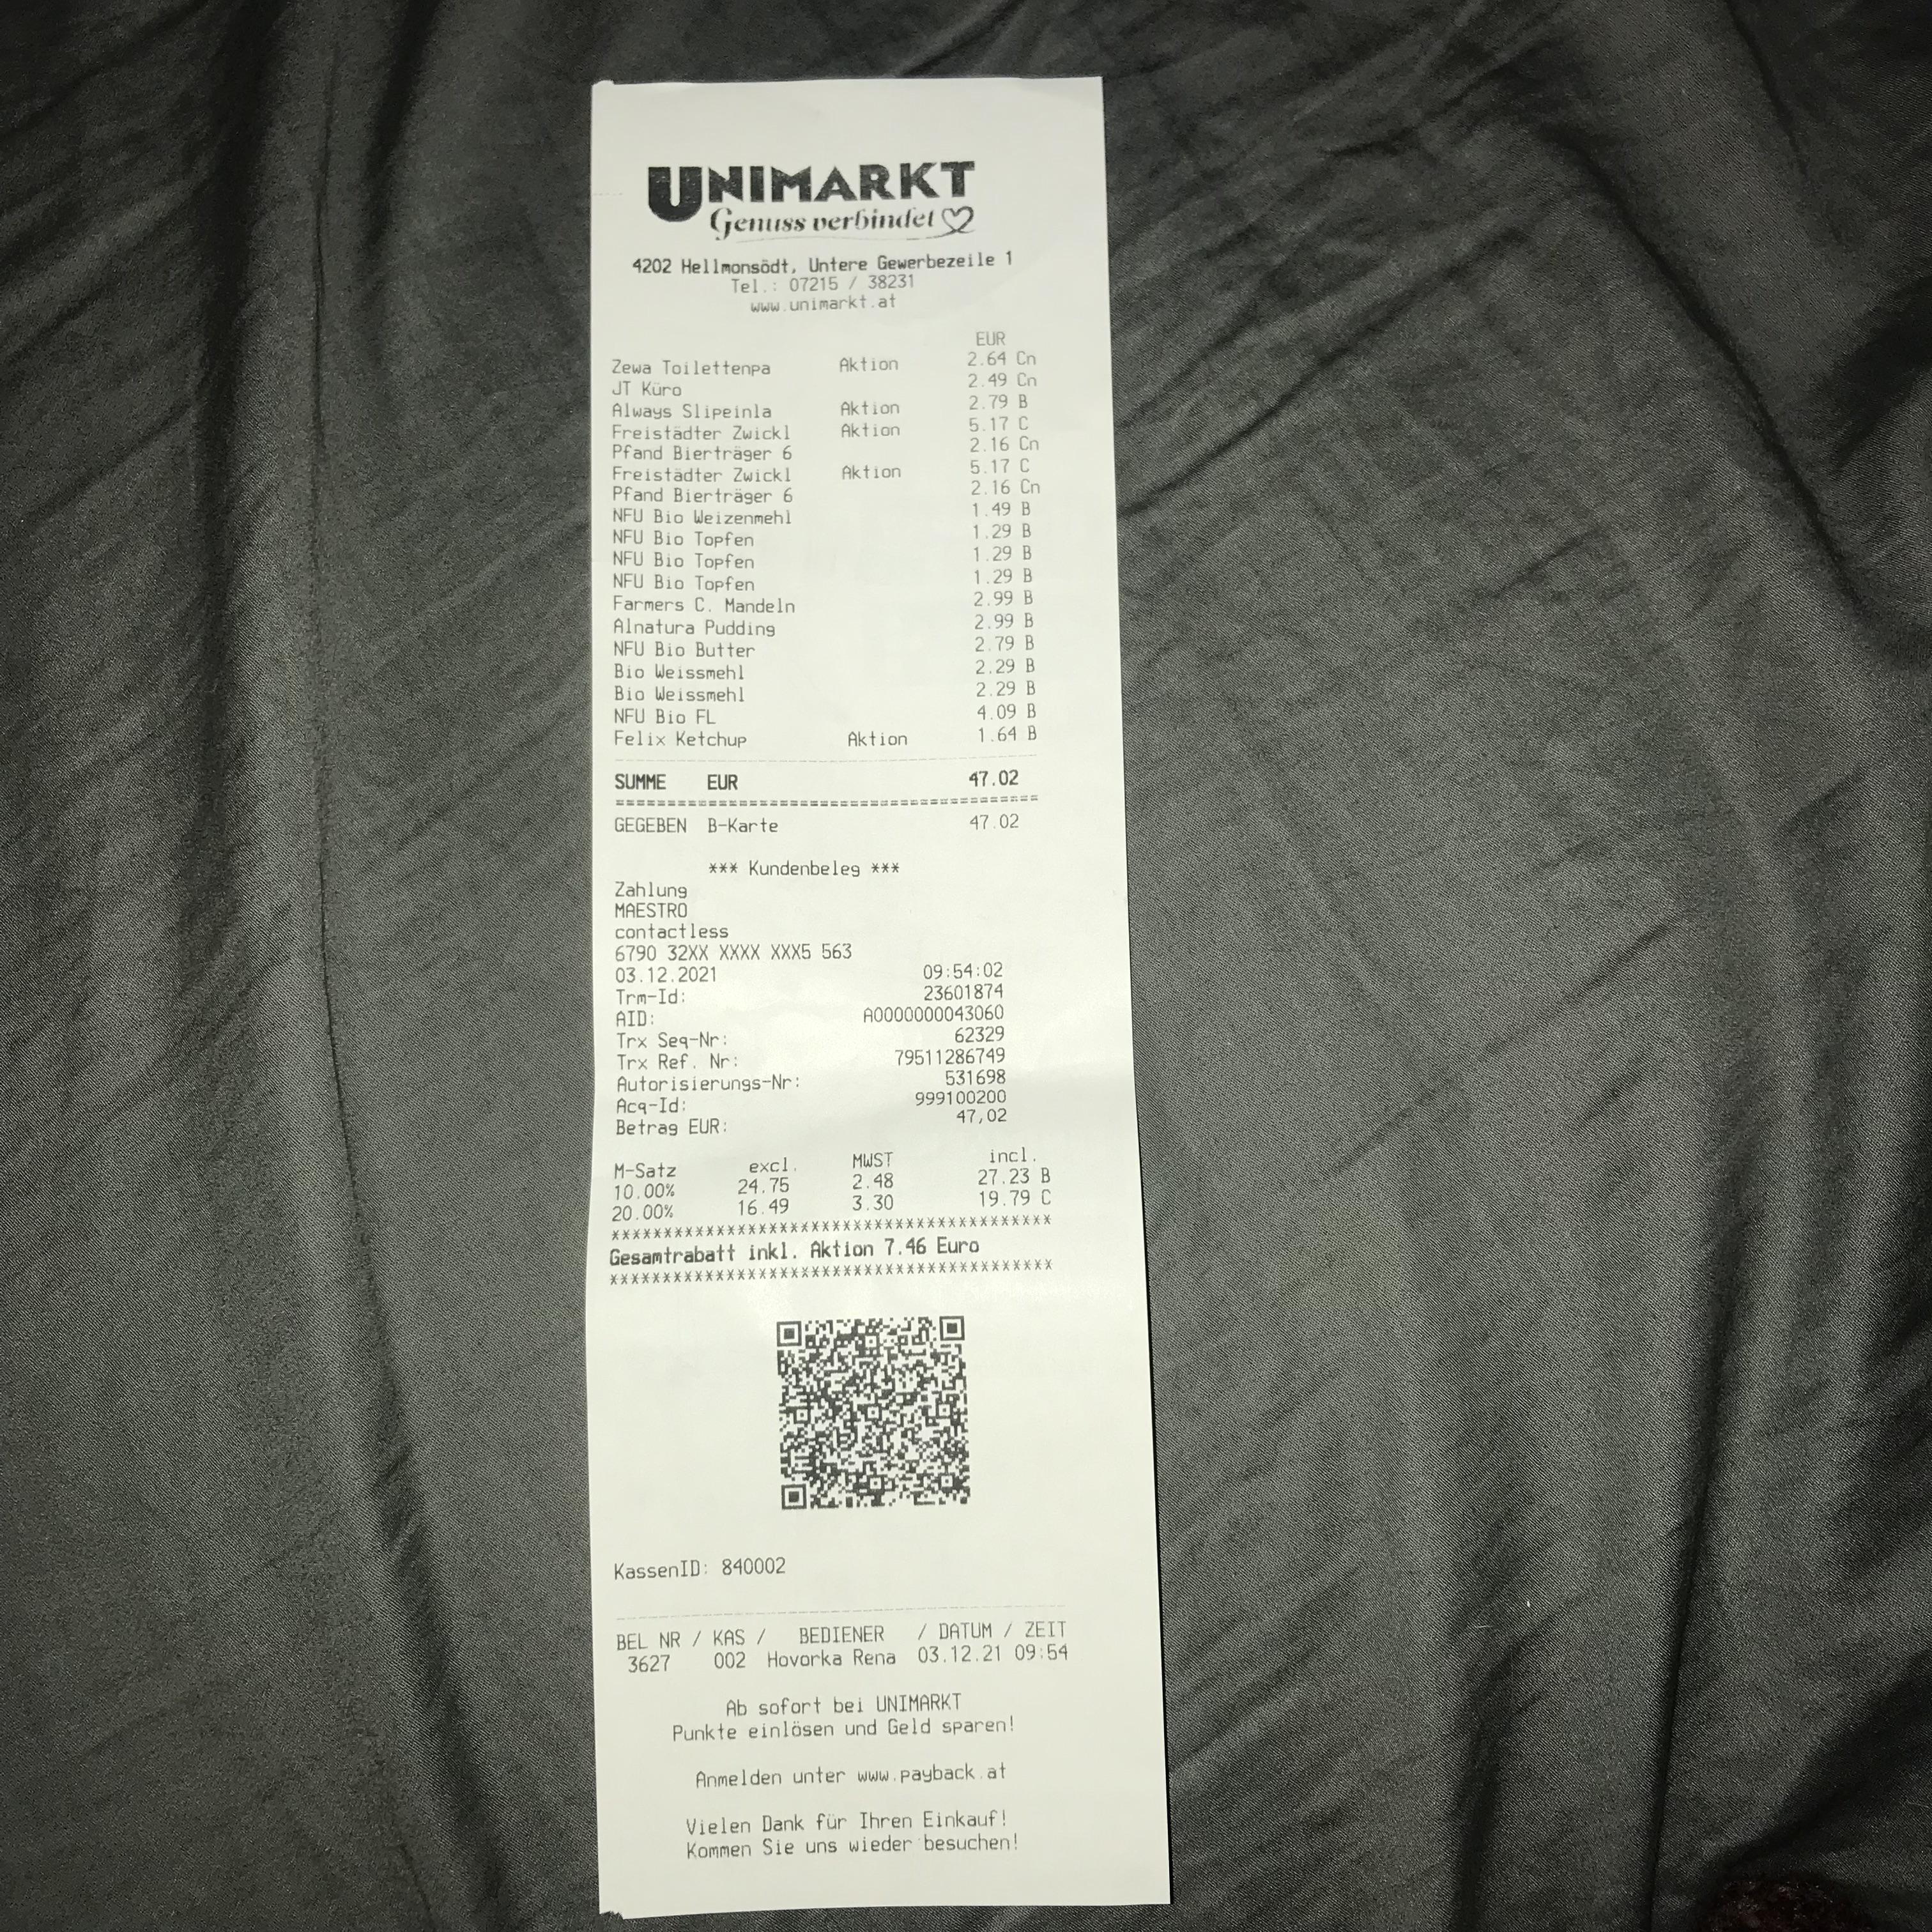 UNIMARKT
Genuss verbindet
4202 Hellmonsödt, Untere Gewerbezeile 1
Tel.: 07215 / 38231
www.unimarkt.at
EUR
Zewa Toilettenpa Aktion 2.64 Cn
JT Küro 2.49 Cn
Always Slipeinla Aktion 2.79 B
Freistädter Zwickl Aktion 5.17 C
Pfand Bierträger 6 2.16 Cn
Freistädter Zwickl Aktion 5.17 C
Pfand Bierträger 6 2.16 Cn
NFU Bio Weizenmehl 1.49 B
NFU Bio Topfen 1.29 B
NFU Bio Topfen 1.29 B
NFU Bio Topfen 1.29 B
Farmers C. Mandeln 2.99 B
Alnatura Pudding 2.99 B
NFU Bio Butter 2.79 B
Bio Weissmehl 2.29 B
Bio Weissmehl 2.29 B
NFU Bio FL 4.09 B
Felix Ketchup Aktion 1.64 B
SUMME EUR 47.02
========================================
GEGEBEN B-Karte 47.02
*** Kundenbeleg ***
Zahlung
MAESTRO
contactless
6790 32XX XXXX XXX5 563
03.12.2021 09:54:02
Trm-Id: 23601874
AID: A0000000043060
Trx Seq-Nr: 62329
Trx Ref. Nr: 79511286749
Autorisierungs-Nr: 531698
Acq-Id: 999100200
Betrag EUR: 47,02
M-Satz excl. MWST incl.
10.00% 24.75 2.48 27.23 B
20.00% 16.49 3.30 19.79 C
******************************************
Gesamtrabatt inkl. Aktion 7.46 Euro
******************************************
KassenID: 840002
BEL NR / KAS / BEDIENER / DATUM / ZEIT
3627 002 Hovorka Rena 03.12.21 09:54
Ab sofort bei UNIMARKT
Punkte einlösen und Geld sparen!
Anmelden unter www.payback.at
Vielen Dank für Ihren Einkauf!
Kommen Sie uns wieder besuchen!